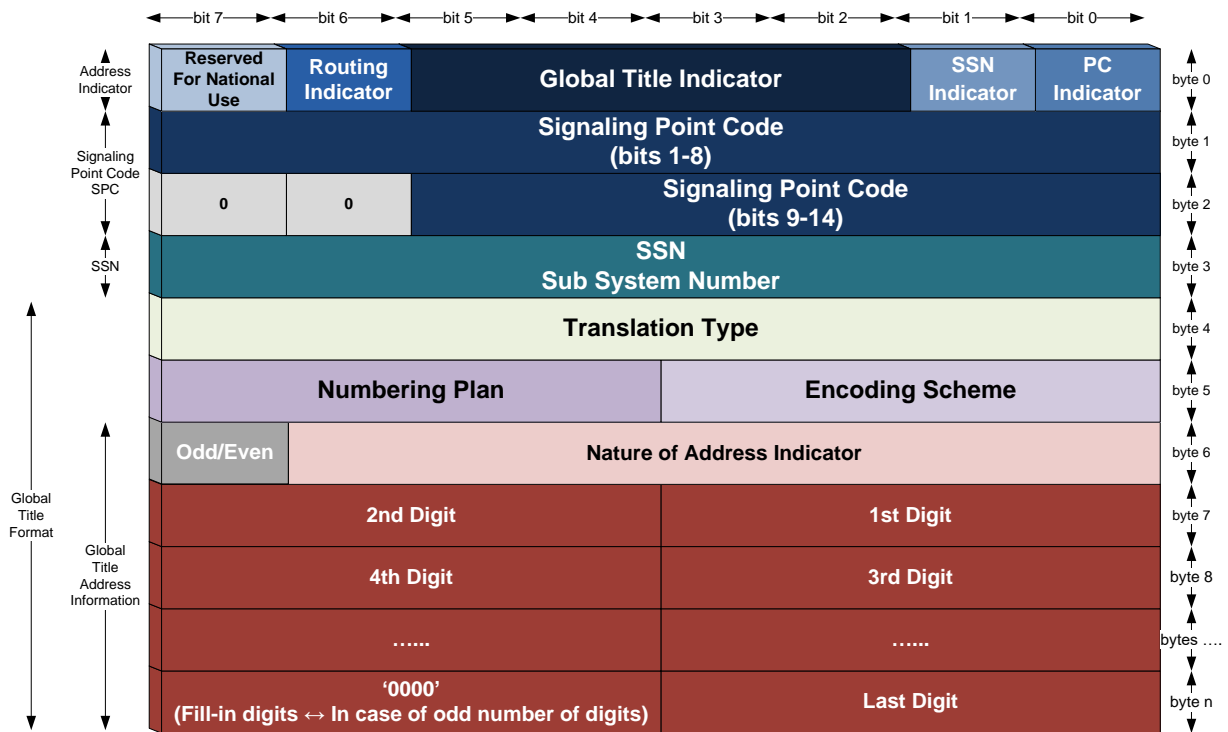 bit 7 bit 6 bit 5 bit 4 bit 3 bit 2 bit 1 bit 0
Address
Indicator
Reserved
For National
Use
Routing
Indicator
Global Title Indicator
SSN
Indicator
PC
Indicator
byte 0
Signaling
Point Code
SPC
Signaling Point Code
(bits 1-8)
byte 1
0
0
Signaling Point Code
(bits 9-14)
byte 2
SSN
SSN
Sub System Number
byte 3
Global
Title
Format
Translation Type
byte 4
Numbering Plan
Encoding Scheme
byte 5
Global
Title
Address
Information
Odd/Even
Nature of Address Indicator
byte 6
2nd Digit
1st Digit
byte 7
4th Digit
3rd Digit
byte 8
…...
…...
bytes ….
‘0000’
(Fill-in digits ↔ In case of odd number of digits)
Last Digit
byte n